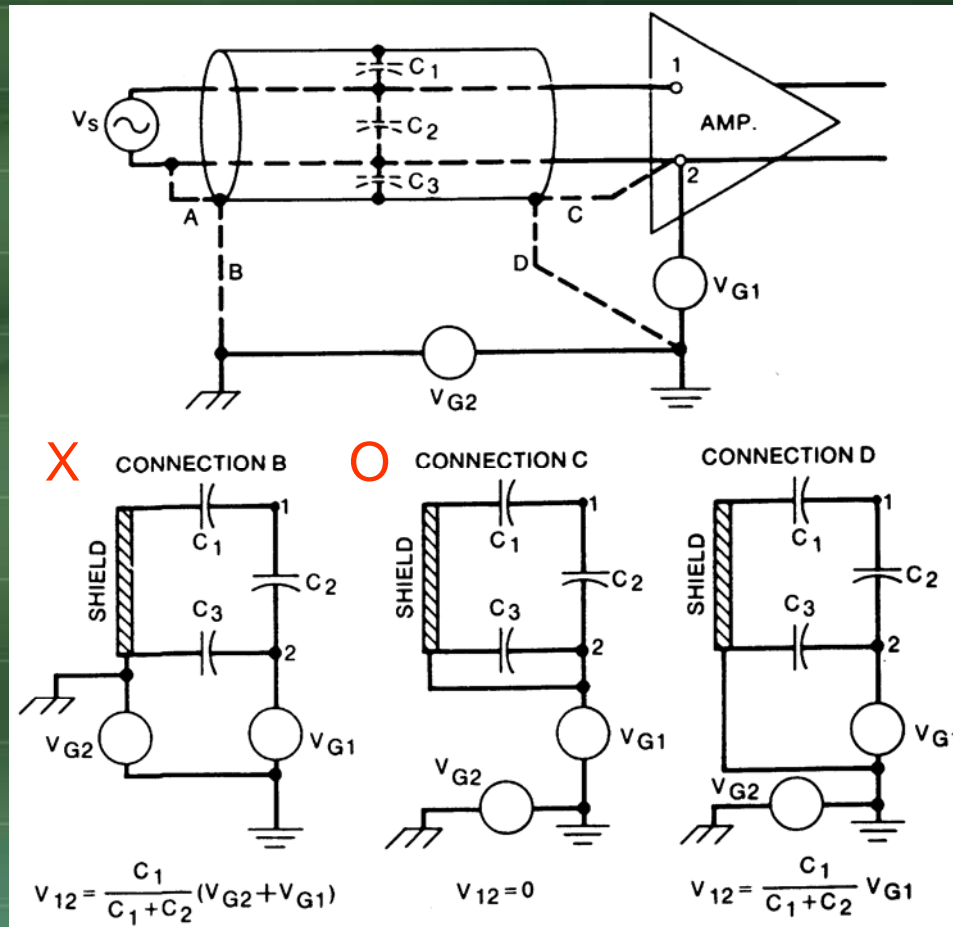 C1
1
VS
C2
AMP.
C3
2
A
C
B
D
VG1
VG2
X CONNECTION B
O CONNECTION C
CONNECTION D
SHIELD
C1
1
C2
C3
2
VG2
VG1
SHIELD
C1
1
C2
C3
2
VG1
VG2
SHIELD
C1
1
C2
C3
2
VG1
VG2
V12 = C1 / (C1 + C2) (VG2 + VG1)
V12 = 0
V12 = C1 / (C1 + C2) VG1